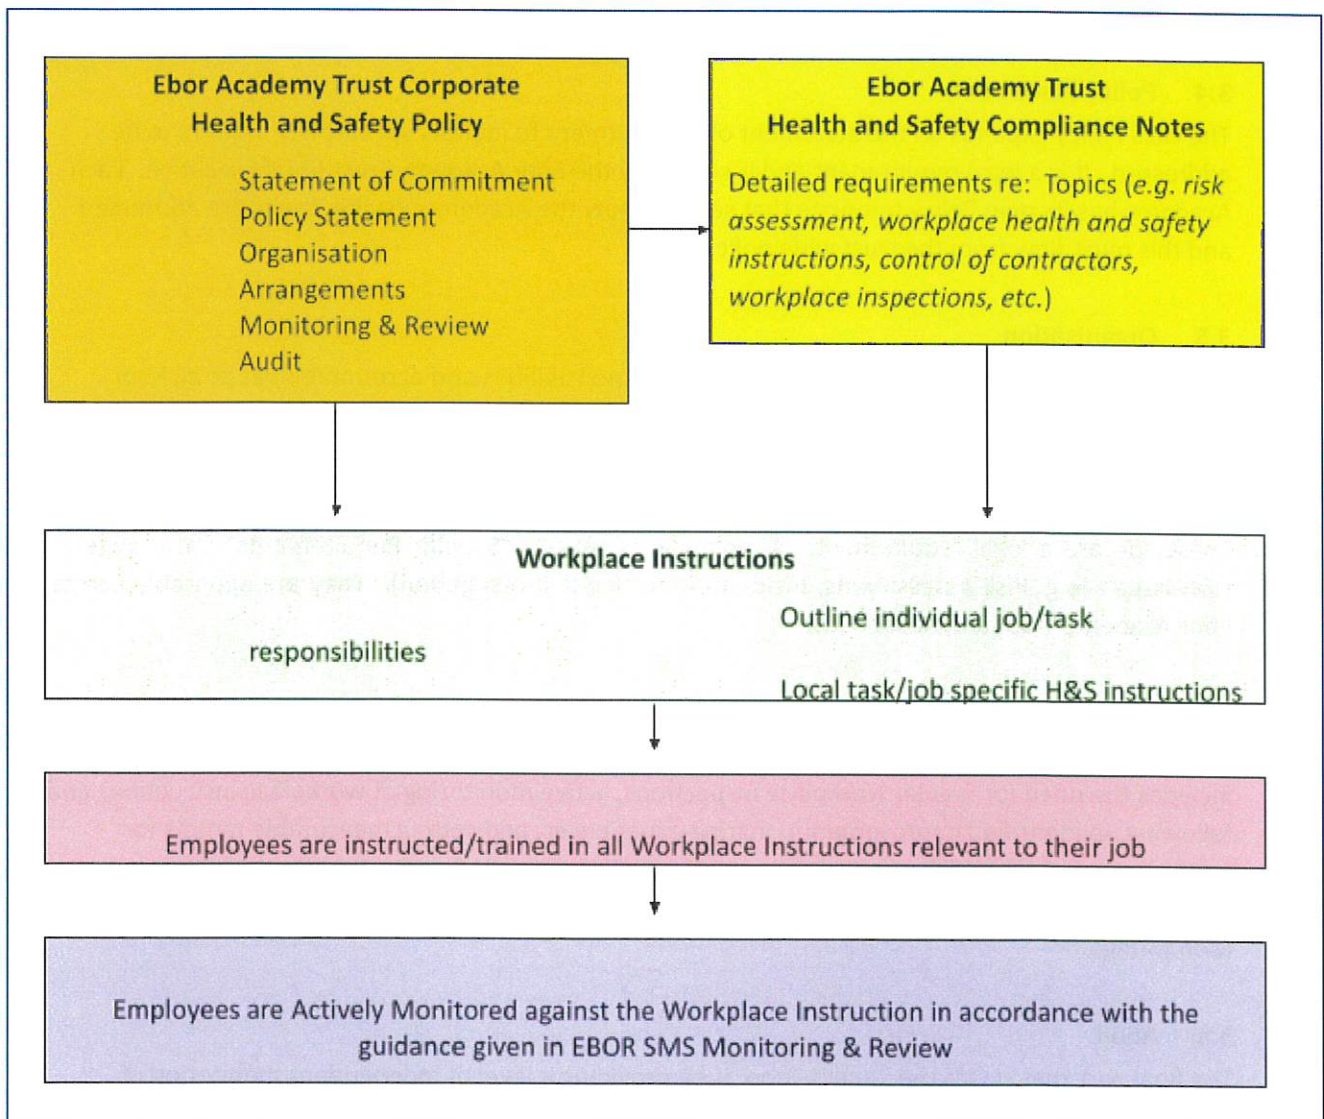 Ebor Academy Trust Corporate
Health and Safety Policy
Statement of Commitment
Policy Statement
Organisation
Arrangements
Monitoring & Review
Audit
Ebor Academy Trust
Health and Safety Compliance Notes
Detailed requirements re: Topics (e.g. risk
assessment, workplace health and safety
instructions, control of contractors,
workplace inspections, etc.)
Workplace Instructions
Outline individual job/task
responsibilities
Local task/job specific H&S instructions
Employees are instructed/trained in all Workplace Instructions relevant to their job
Employees are Actively Monitored against the Workplace Instruction in accordance with the
guidance given in EBOR SMS Monitoring & Review